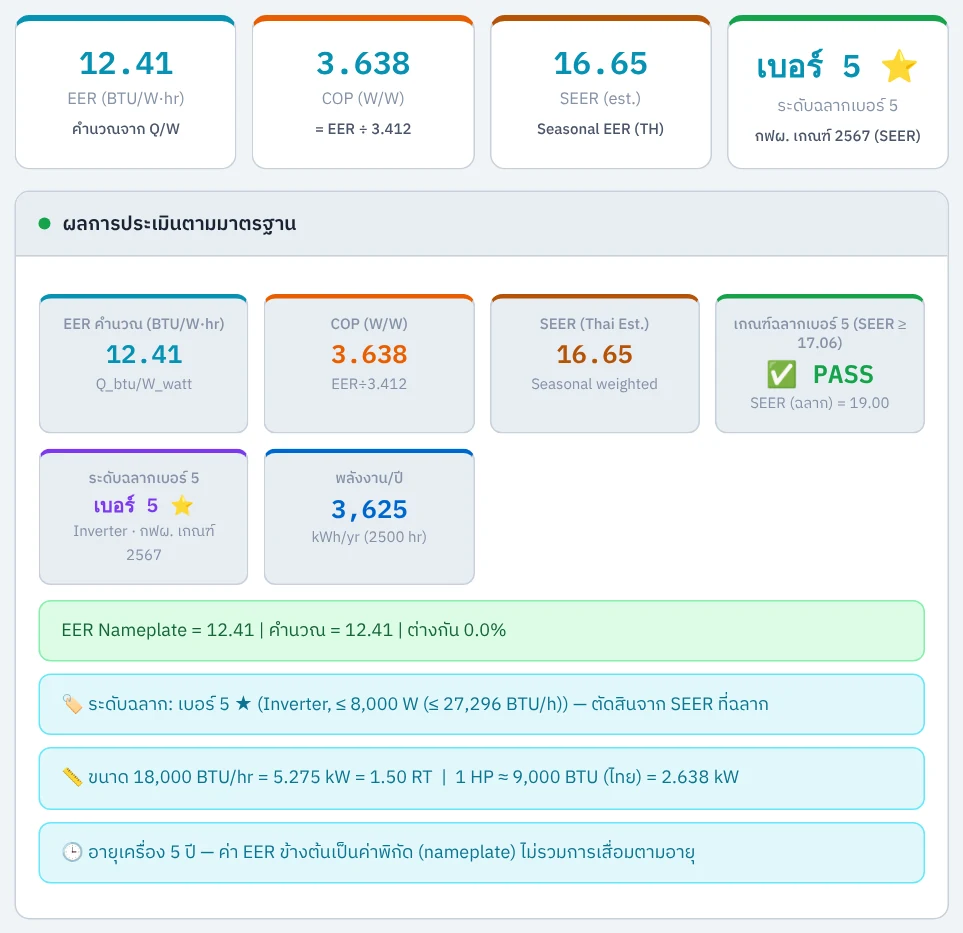 12.41
EER (BTU/W·hr)
คำนวณจาก Q/W
3.638
COP (W/W)
= EER ÷ 3.412
16.65
SEER (est.)
Seasonal EER (TH)
เบอร์ 5 ⭐
ระดับฉลากเบอร์ 5
กฟผ. เกณฑ์ 2567 (SEER)
ผลการประเมินตามมาตรฐาน
EER คำนวณ (BTU/W·hr)
12.41
Q_btu/W_watt
COP (W/W)
3.638
EER÷3.412
SEER (Thai Est.)
16.65
Seasonal weighted
เกณฑ์ฉลากเบอร์ 5 (SEER ≥
17.06)
✅ PASS
SEER (ฉลาก) = 19.00
ระดับฉลากเบอร์ 5
เบอร์ 5 ⭐
Inverter · กฟผ. เกณฑ์
2567
พลังงาน/ปี
3,625
kWh/yr (2500 hr)
EER Nameplate = 12.41 | คำนวณ = 12.41 | ต่างกัน 0.0%
🏷️ ระดับฉลาก: เบอร์ 5 ★ (Inverter, ≤ 8,000 W (≤ 27,296 BTU/h)) — ตัดสินจาก SEER ที่ฉลาก
📏 ขนาด 18,000 BTU/hr = 5.275 kW = 1.50 RT | 1 HP ≈ 9,000 BTU (ไทย) = 2.638 kW
🕒 อายุเครื่อง 5 ปี — ค่า EER ข้างต้นเป็นค่าพิกัด (nameplate) ไม่รวมการเสื่อมตามอายุ